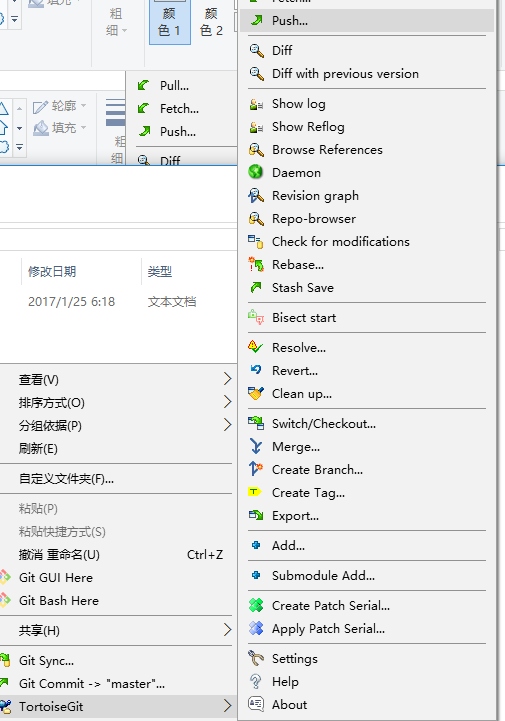 填充
粗
细
颜
色 1
颜
色 2
轮廓
填充
粗
细
Pull...
Fetch...
Push...
Diff
修改日期
类型
2017/1/25 6:18
文本文档
查看(V)
排序方式(O)
分组依据(P)
刷新(E)
自定义文件夹(F)...
粘贴(P)
粘贴快捷方式(S)
撤消 重命名(U) Ctrl+Z
Git GUI Here
Git Bash Here
共享(H)
Git Sync...
Git Commit -> "master"...
TortoiseGit
Fetch...
Push...
Diff
Diff with previous version
Show log
Show Reflog
Browse References
Daemon
Revision graph
Repo-browser
Check for modifications
Rebase...
Stash Save
Bisect start
Resolve...
Revert...
Clean up...
Switch/Checkout...
Merge...
Create Branch...
Create Tag...
Export...
Add...
Submodule Add...
Create Patch Serial...
Apply Patch Serial...
Settings
Help
About